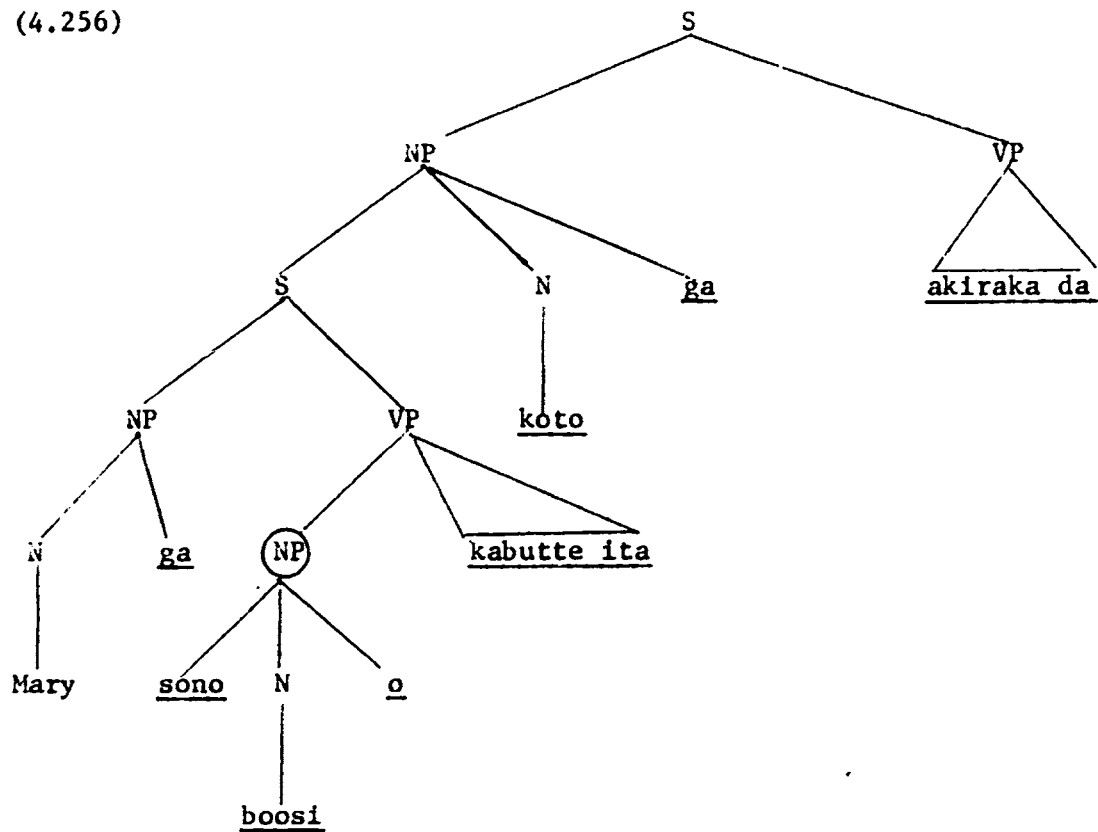 (4.256)
S
NP VP
S N ga akiraka da
NP VP koto
N ga NP kabutte ita
Mary sono N o
boosi